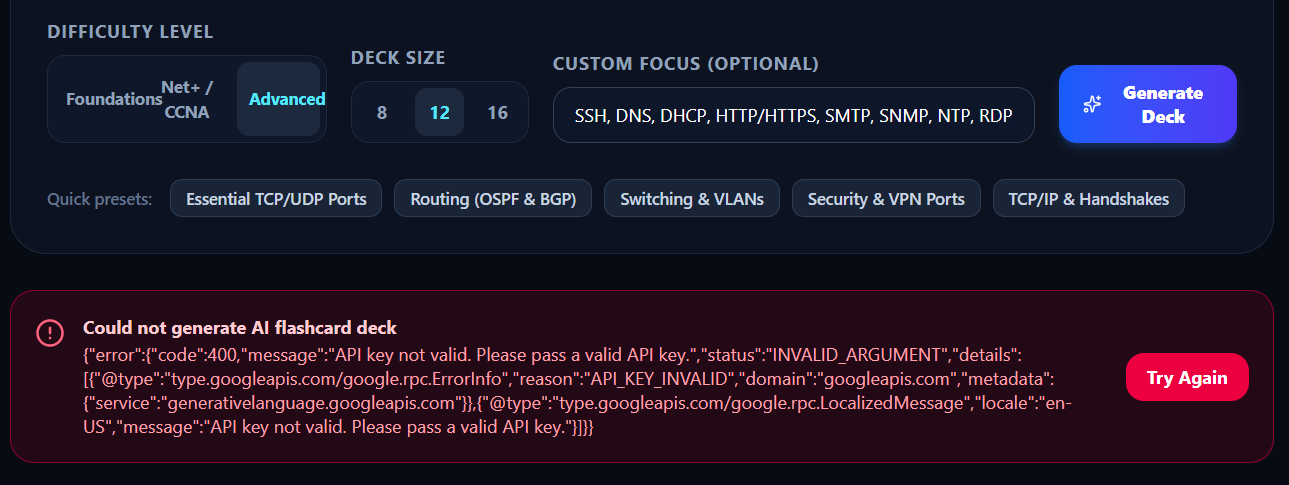 DIFFICULTY LEVEL
Foundations
Net+ /
CCNA
Advanced
DECK SIZE
8
12
16
CUSTOM FOCUS (OPTIONAL)
SSH, DNS, DHCP, HTTP/HTTPS, SMTP, SNMP, NTP, RDP
Generate
Deck
Quick presets:
Essential TCP/UDP Ports
Routing (OSPF & BGP)
Switching & VLANs
Security & VPN Ports
TCP/IP & Handshakes
Could not generate AI flashcard deck
{"error":{"code":400,"message":"API key not valid. Please pass a valid API key.","status":"INVALID_ARGUMENT","details":
[{"@type":"type.googleapis.com/google.rpc.ErrorInfo","reason":"API_KEY_INVALID","domain":"googleapis.com","metadata":
{"service":"generativelanguage.googleapis.com"}},{"@type":"type.googleapis.com/google.rpc.LocalizedMessage","locale":"en-
US","message":"API key not valid. Please pass a valid API key."}]}}
Try Again